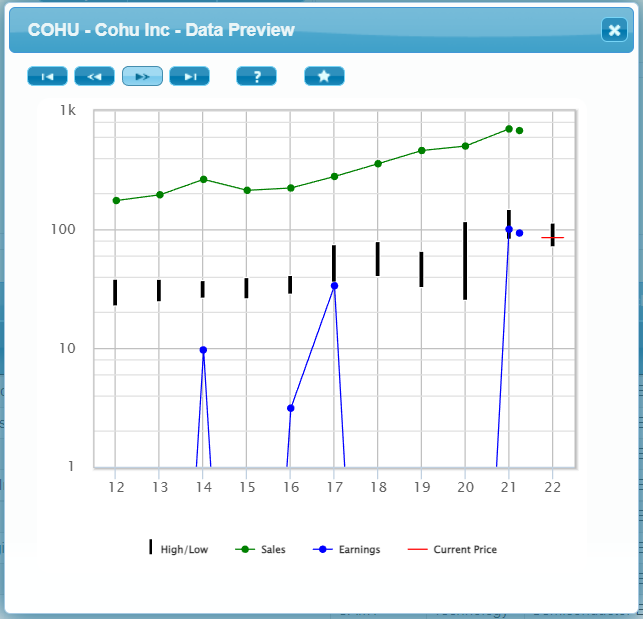 COHU - Cohu Inc - Data Preview
?
1k
100
10
1
12 13 14 15 16 17 18 19 20 21 22
High/Low Sales Earnings Current Price